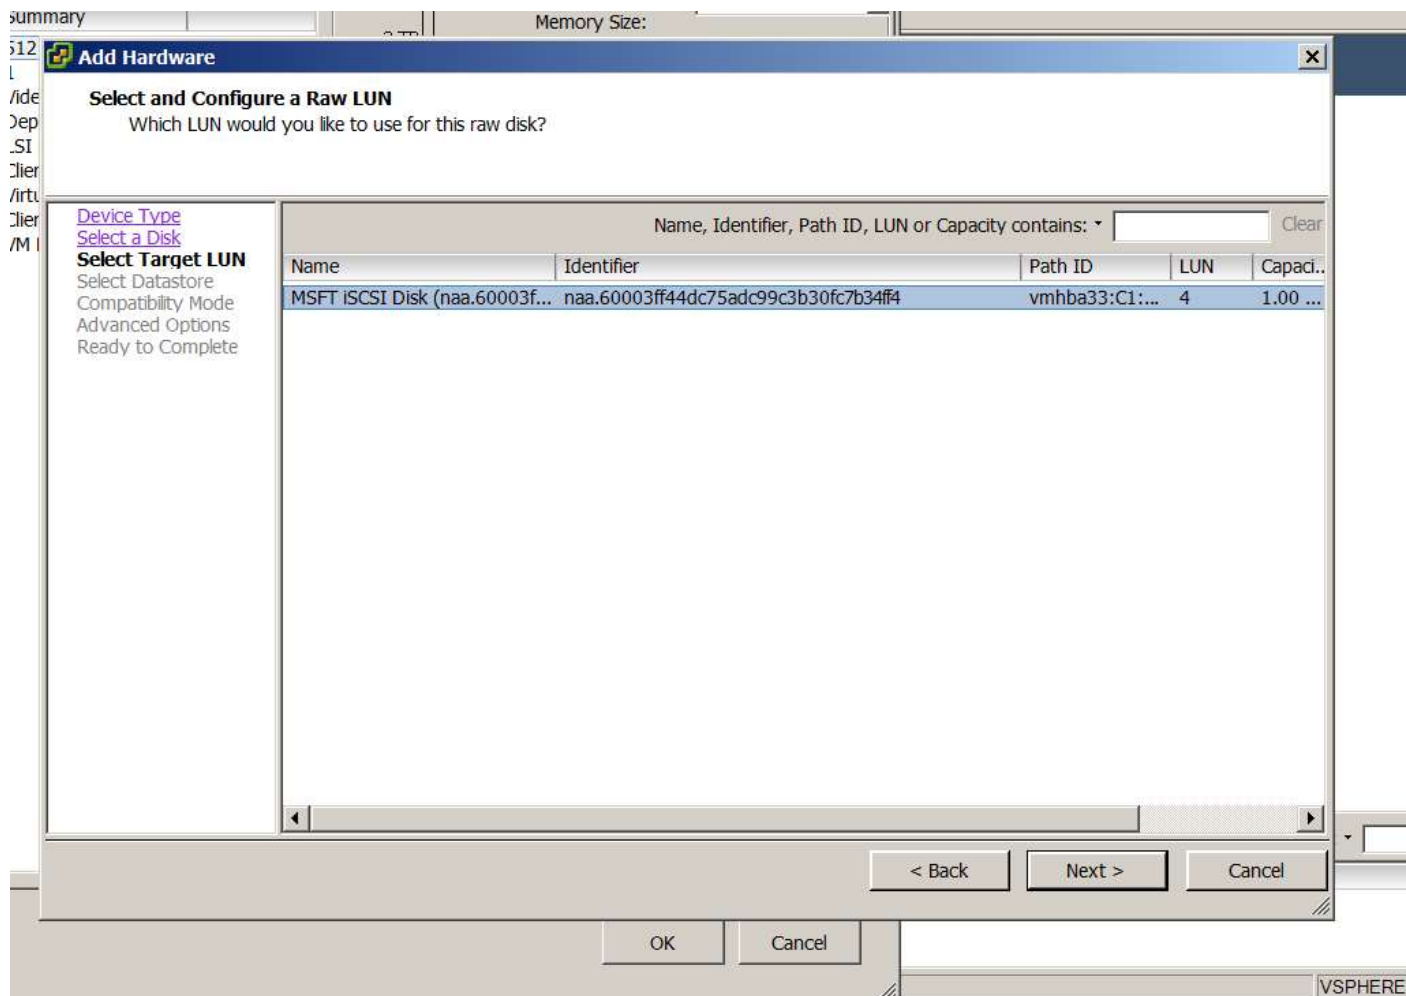 Summary
Memory Size:
512
Add Hardware
Select and Configure a Raw LUN
Which LUN would you like to use for this raw disk?
Device Type
Select a Disk
Select Target LUN
Select Datastore
Compatibility Mode
Advanced Options
Ready to Complete
Name, Identifier, Path ID, LUN or Capacity contains: Clear
Name Identifier Path ID LUN Capaci..
MSFT iSCSI Disk (naa.60003f... naa.60003ff44dc75adc99c3b30fc7b34ff4 vmhba33:C1:... 4 1.00 ...
< Back Next > Cancel
OK Cancel
VSPHERE